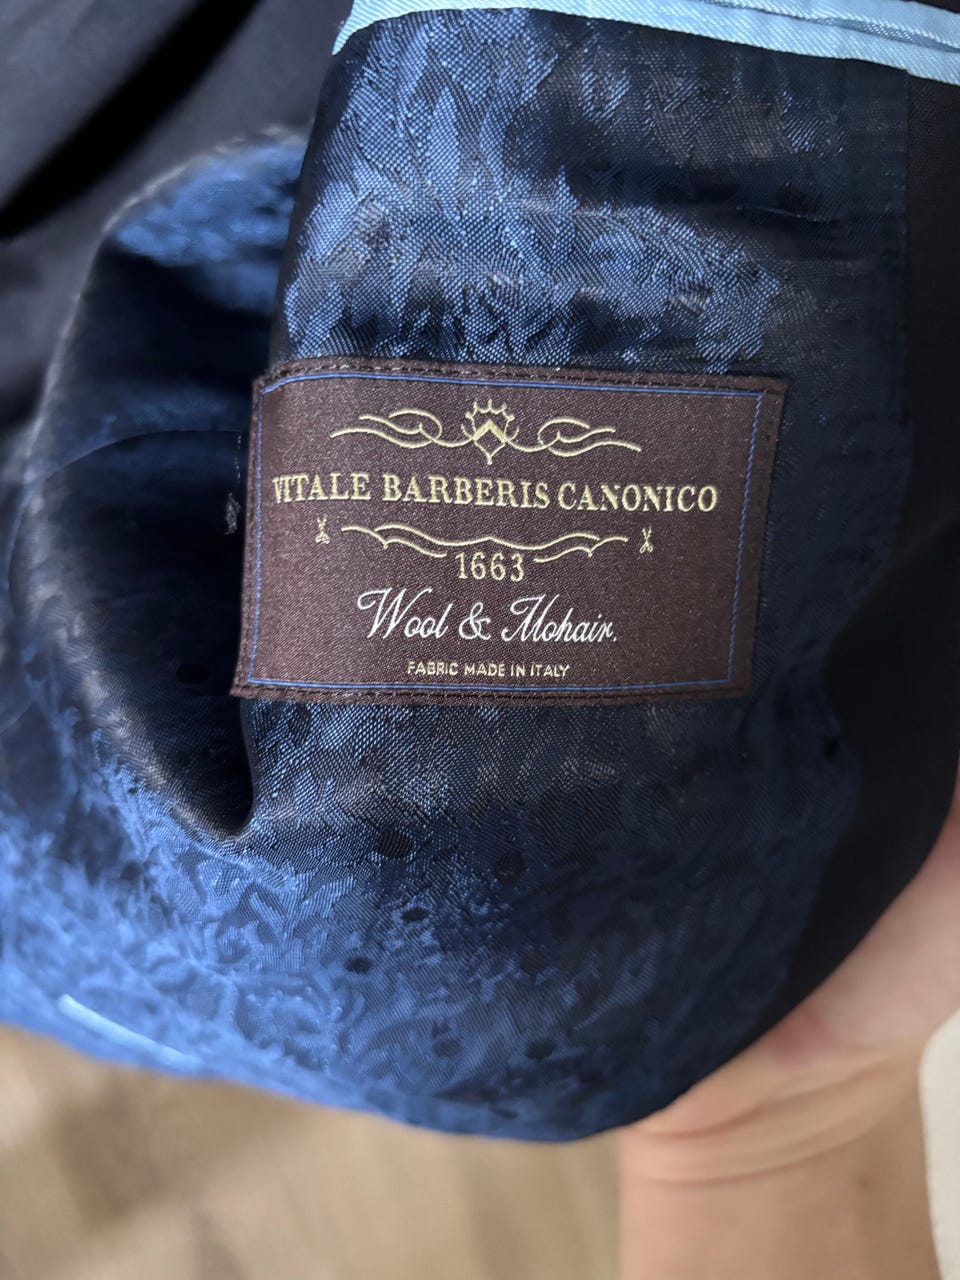 VITALE BARBERIS CANONICO
1663
Wool & Mohair.
FABRIC MADE IN ITALY